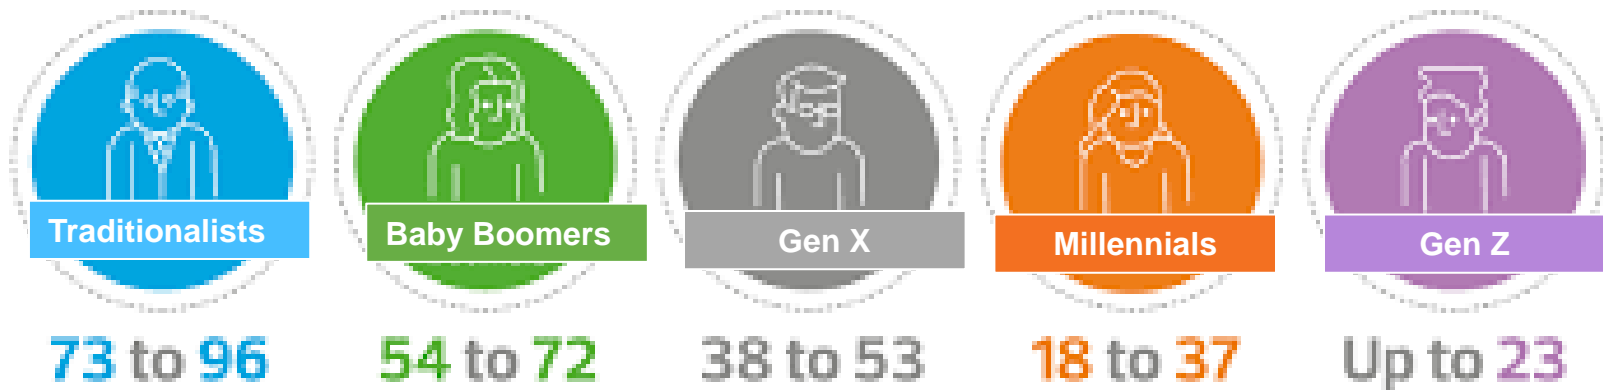 Traditionalists
Baby Boomers
Gen X
Millennials
Gen Z
73 to 96
54 to 72
38 to 53
18 to 37
Up to 23